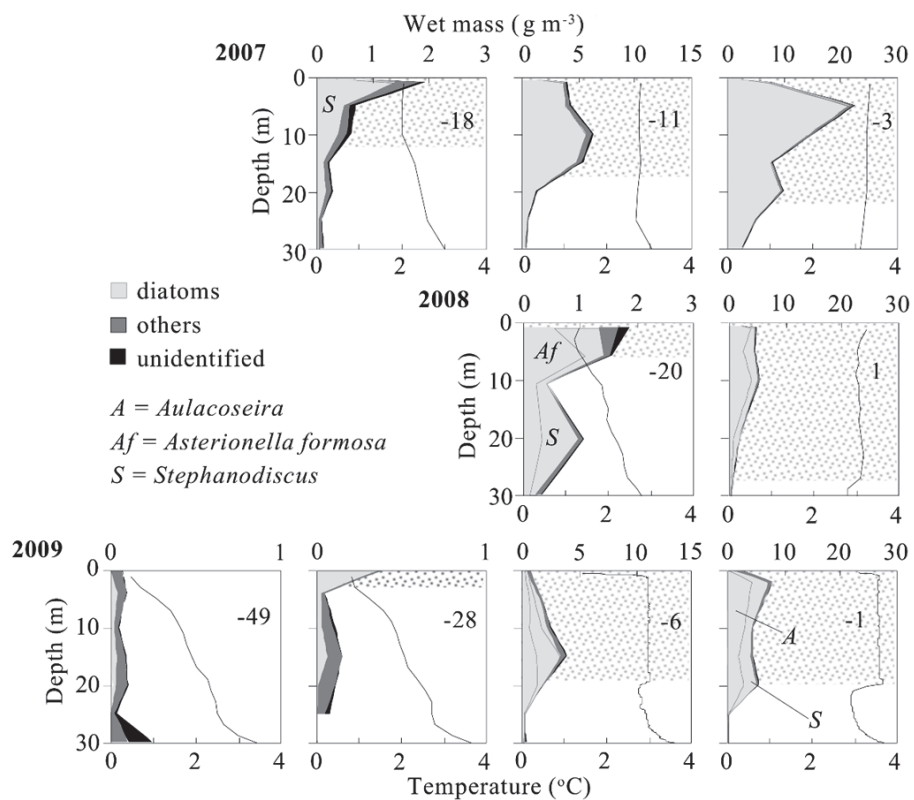 Wet mass (g m-3)
2007
0 1 2 3 0 5 10 15 0 10 20 30
0
10
20
30
Depth (m)
S
-18
-11
-3
0 2 4 0 2 4 0 2 4
diatoms
others
unidentified
A = Aulacoseira
Af = Asterionella formosa
S = Stephanodiscus
2008
0 1 2 3 0 10 20 30
0
10
20
30
Depth (m)
Af
S
-20
1
0 2 4 0 2 4
2009
0 1 0 1 0 5 10 15 0 10 20 30
0
10
20
30
Depth (m)
-49
-28
-6
-1
A
S
0 2 4 0 2 4 0 2 4 0 2 4
Temperature (oC)